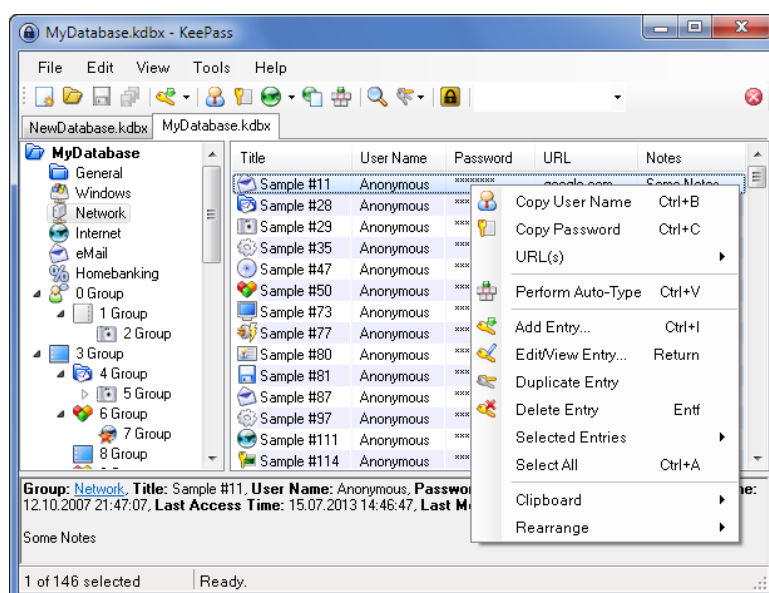 MyDatabase.kdbx - KeePass
File Edit View Tools Help
NewDatabase.kdbx MyDatabase.kdbx
MyDatabase
General
Windows
Network
Internet
eMail
Homebanking
0 Group
1 Group
2 Group
3 Group
4 Group
5 Group
6 Group
7 Group
8 Group
Title User Name Password URL Notes
Sample #11 Anonymous ******** google.com Some Notes
Sample #28 Anonymous ***
Sample #29 Anonymous ***
Sample #35 Anonymous ***
Sample #47 Anonymous ***
Sample #50 Anonymous ***
Sample #73 Anonymous ***
Sample #77 Anonymous ***
Sample #80 Anonymous ***
Sample #81 Anonymous ***
Sample #87 Anonymous ***
Sample #97 Anonymous ***
Sample #111 Anonymous ***
Sample #114 Anonymous ***
Copy User Name Ctrl+B
Copy Password Ctrl+C
URL(s)
Perform Auto-Type Ctrl+V
Add Entry... Ctrl+I
Edit/View Entry... Return
Duplicate Entry
Delete Entry Entf
Selected Entries
Select All Ctrl+A
Clipboard
Rearrange
Group: Network, Title: Sample #11, User Name: Anonymous,
12.10.2007 21:47:07, Last Access Time: 15.07.2013 14:46:47, Last
Some Notes
1 of 146 selected Ready.